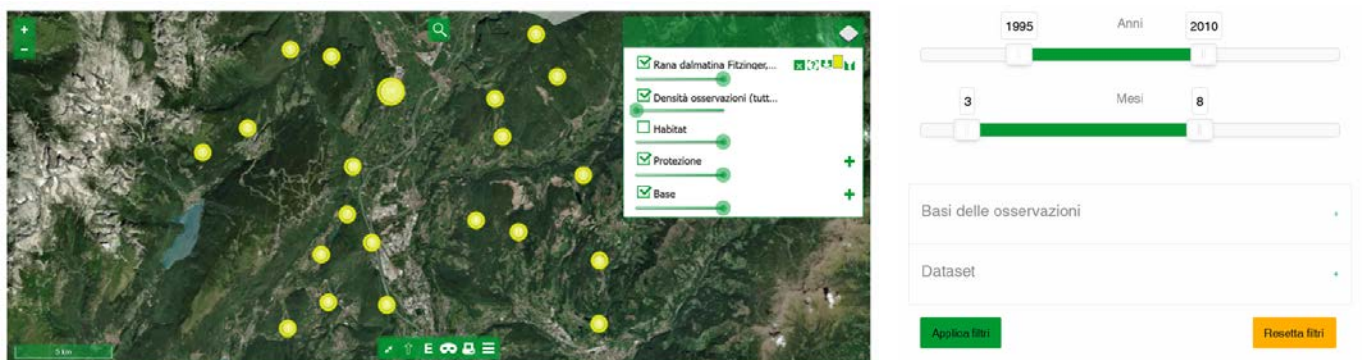 +
-
Rana dalmatina Fitzinger,...
Densità osservazioni (tutt...
Habitat
Protezione +
Base +
5 km
E
Anni
1995 2010
Mesi
3 8
Basi delle osservazioni
Dataset
Applica filtri Resetta filtri